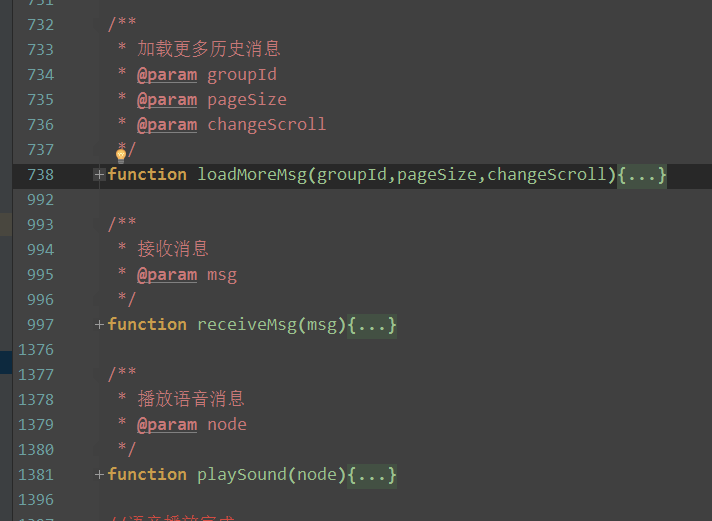 732 /**
733 * 加载更多历史消息
734 * @param groupId
735 * @param pageSize
736 * @param changeScroll
737 */
738 +function loadMoreMsg(groupId,pageSize,changeScroll){...}
992
993 /**
994 * 接收消息
995 * @param msg
996 */
997 +function receiveMsg(msg){...}
1376
1377 /**
1378 * 播放语音消息
1379 * @param node
1380 */
1381 +function playSound(node){...}
1396